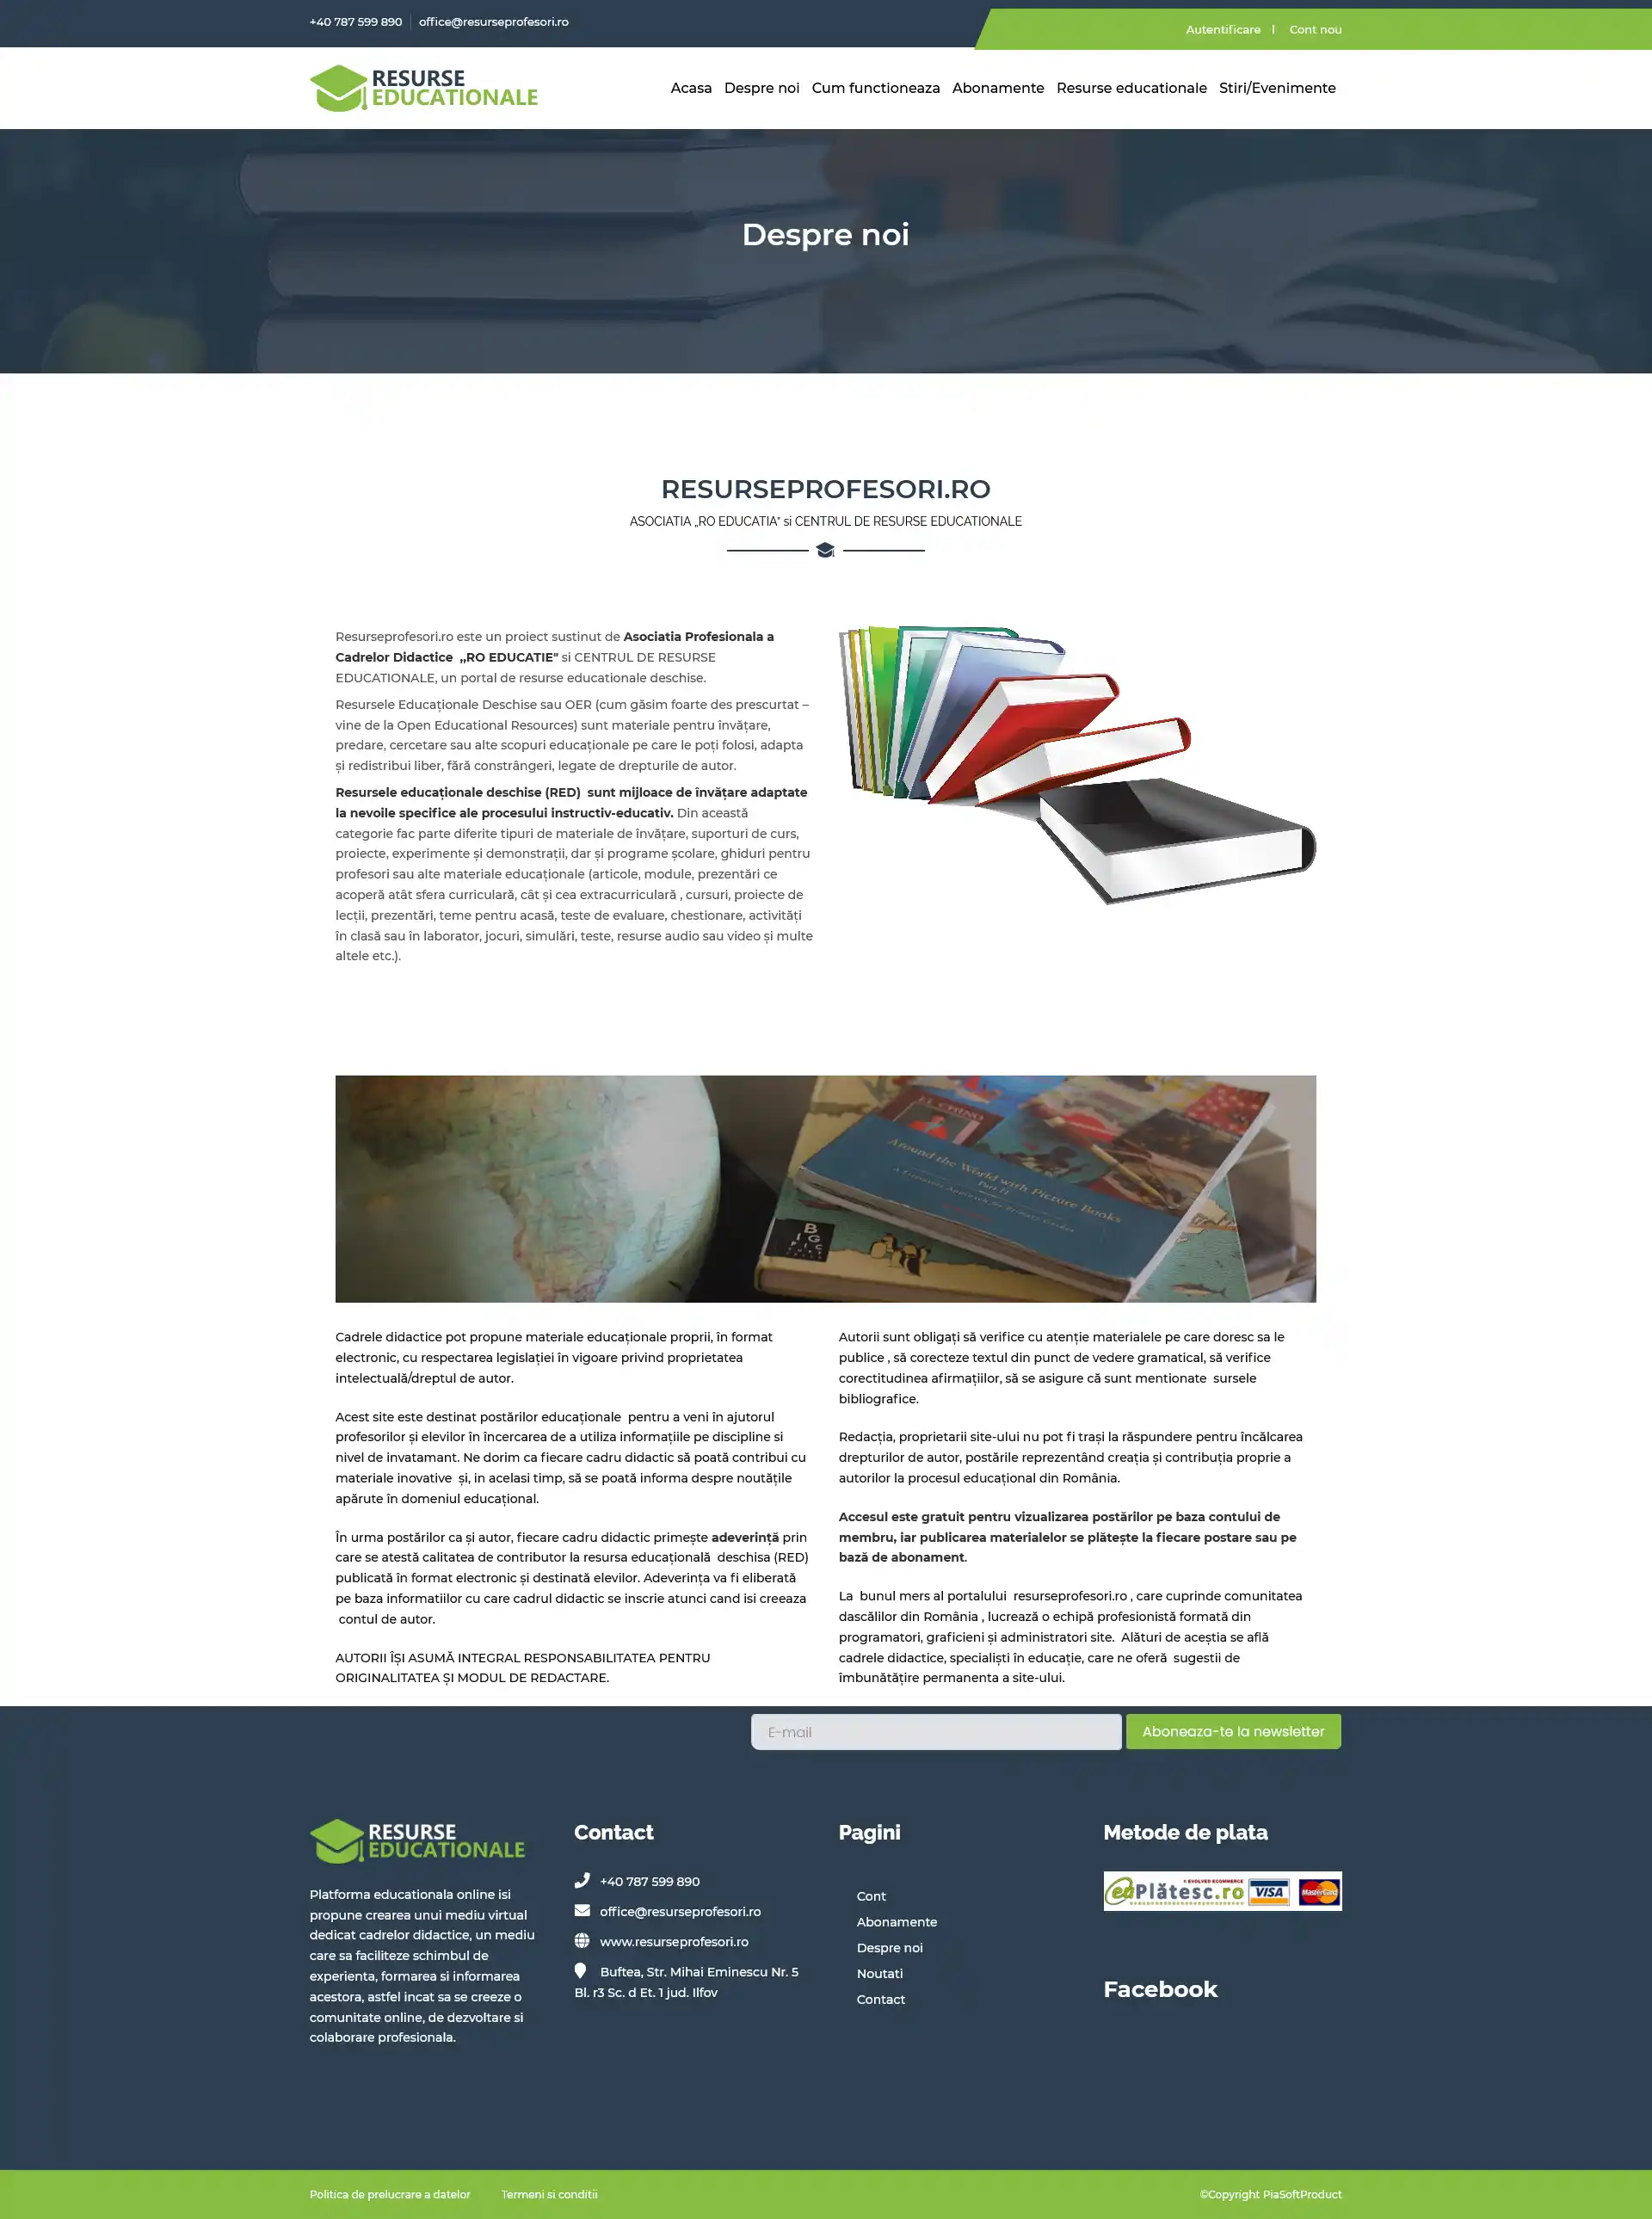 +40 787 599 890 office@resurseprofesori.ro
Autentificare | Cont nou
RESURSE
EDUCATIONALE
Acasa Despre noi Cum functioneaza Abonamente Resurse educationale Stiri/Evenimente
Despre noi
RESURSEPROFESORI.RO
ASOCIATIA „RO EDUCATIA" si CENTRUL DE RESURSE EDUCATIONALE
Resurseprofesori.ro este un proiect sustinut de Asociatia Profesionala a
Cadrelor Didactice ,,RO EDUCATIE" si CENTRUL DE RESURSE
EDUCATIONALE, un portal de resurse educationale deschise.
Resursele Educaționale Deschise sau OER (cum găsim foarte des prescurtat –
vine de la Open Educational Resources) sunt materiale pentru învățare,
predare, cercetare sau alte scopuri educaționale pe care le poți folosi, adapta
și redistribui liber, fără constrângeri, legate de drepturile de autor.
Resursele educaționale deschise (RED) sunt mijloace de învățare adaptate
la nevoile specifice ale procesului instructiv-educativ. Din această
categorie fac parte diferite tipuri de materiale de învățare, suporturi de curs,
proiecte, experimente și demonstrații, dar și programe școlare, ghiduri pentru
profesori sau alte materiale educaționale (articole, module, prezentări ce
acoperă atât sfera curriculară, cât și cea extracurriculară , cursuri, proiecte de
lecții, prezentări, teme pentru acasă, teste de evaluare, chestionare, activități
în clasă sau în laborator, jocuri, simulări, teste, resurse audio sau video și multe
altele etc.).
EL CHINO
Around the World with Picture Books
Part II
A Literature Approach for Primary Grades
BIG
Cadrele didactice pot propune materiale educaționale proprii, în format
electronic, cu respectarea legislației în vigoare privind proprietatea
intelectuală/dreptul de autor.
Acest site este destinat postărilor educaționale pentru a veni în ajutorul
profesorilor și elevilor în încercarea de a utiliza informațiile pe discipline si
nivel de invatamant. Ne dorim ca fiecare cadru didactic să poată contribui cu
materiale inovative și, in acelasi timp, să se poată informa despre noutățile
apărute în domeniul educațional.
În urma postărilor ca și autor, fiecare cadru didactic primește adeverință prin
care se atestă calitatea de contributor la resursa educațională deschisa (RED)
publicată în format electronic și destinată elevilor. Adeverința va fi eliberată
pe baza informatiilor cu care cadrul didactic se inscrie atunci cand isi creeaza
contul de autor.
AUTORII ÎȘI ASUMĂ INTEGRAL RESPONSABILITATEA PENTRU
ORIGINALITATEA ȘI MODUL DE REDACTARE.
Autorii sunt obligați să verifice cu atenție materialele pe care doresc sa le
publice , să corecteze textul din punct de vedere gramatical, să verifice
corectitudinea afirmațiilor, să se asigure că sunt mentionate sursele
bibliografice.
Redacția, proprietarii site-ului nu pot fi trași la răspundere pentru încălcarea
drepturilor de autor, postările reprezentând creația și contribuția proprie a
autorilor la procesul educațional din România.
Accesul este gratuit pentru vizualizarea postărilor pe baza contului de
membru, iar publicarea materialelor se plătește la fiecare postare sau pe
bază de abonament.
La bunul mers al portalului resurseprofesori.ro , care cuprinde comunitatea
dascălilor din România , lucrează o echipă profesionistă formată din
programatori, graficieni și administratori site. Alături de aceștia se află
cadrele didactice, specialiști în educație, care ne oferă sugestii de
îmbunătățire permanenta a site-ului.
E-mail
Aboneaza-te la newsletter
RESURSE
EDUCATIONALE
Platforma educationala online isi
propune crearea unui mediu virtual
dedicat cadrelor didactice, un mediu
care sa faciliteze schimbul de
experienta, formarea si informarea
acestora, astfel incat sa se creeze o
comunitate online, de dezvoltare si
colaborare profesionala.
Contact
+40 787 599 890
office@resurseprofesori.ro
www.resurseprofesori.ro
Buftea, Str. Mihai Eminescu Nr. 5
Bl. r3 Sc. d Et. 1 jud. Ilfov
Pagini
Cont
Abonamente
Despre noi
Noutati
Contact
Metode de plata
+ EVOLVED ECOMMERCE
euPlătesc.ro VISA MasterCard
Facebook
Politica de prelucrare a datelor Termeni si conditii
©Copyright PiaSoftProduct